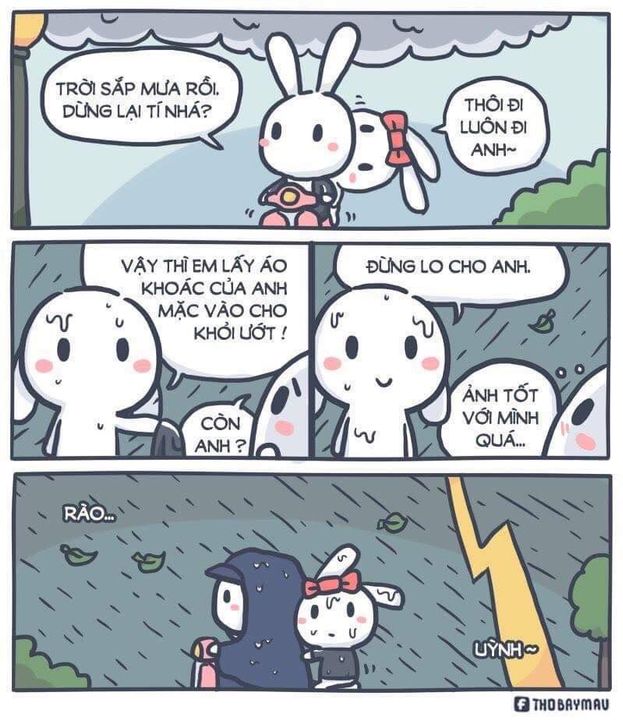 TRỜI SẮP MƯA RỒI.
DỪNG LẠI TÍ NHÁ?
THÔI ĐI
LUÔN ĐI
ANH~
VẬY THÌ EM LẤY ÁO
KHOÁC CỦA ANH
MẶC VÀO CHO
KHỎI ƯỚT !
CÒN
ANH ?
ĐỪNG LO CHO ANH.
ẢNH TỐT
VỚI MÌNH
QUÁ...
RÀO...
UỲNH~
THOBAYMAU